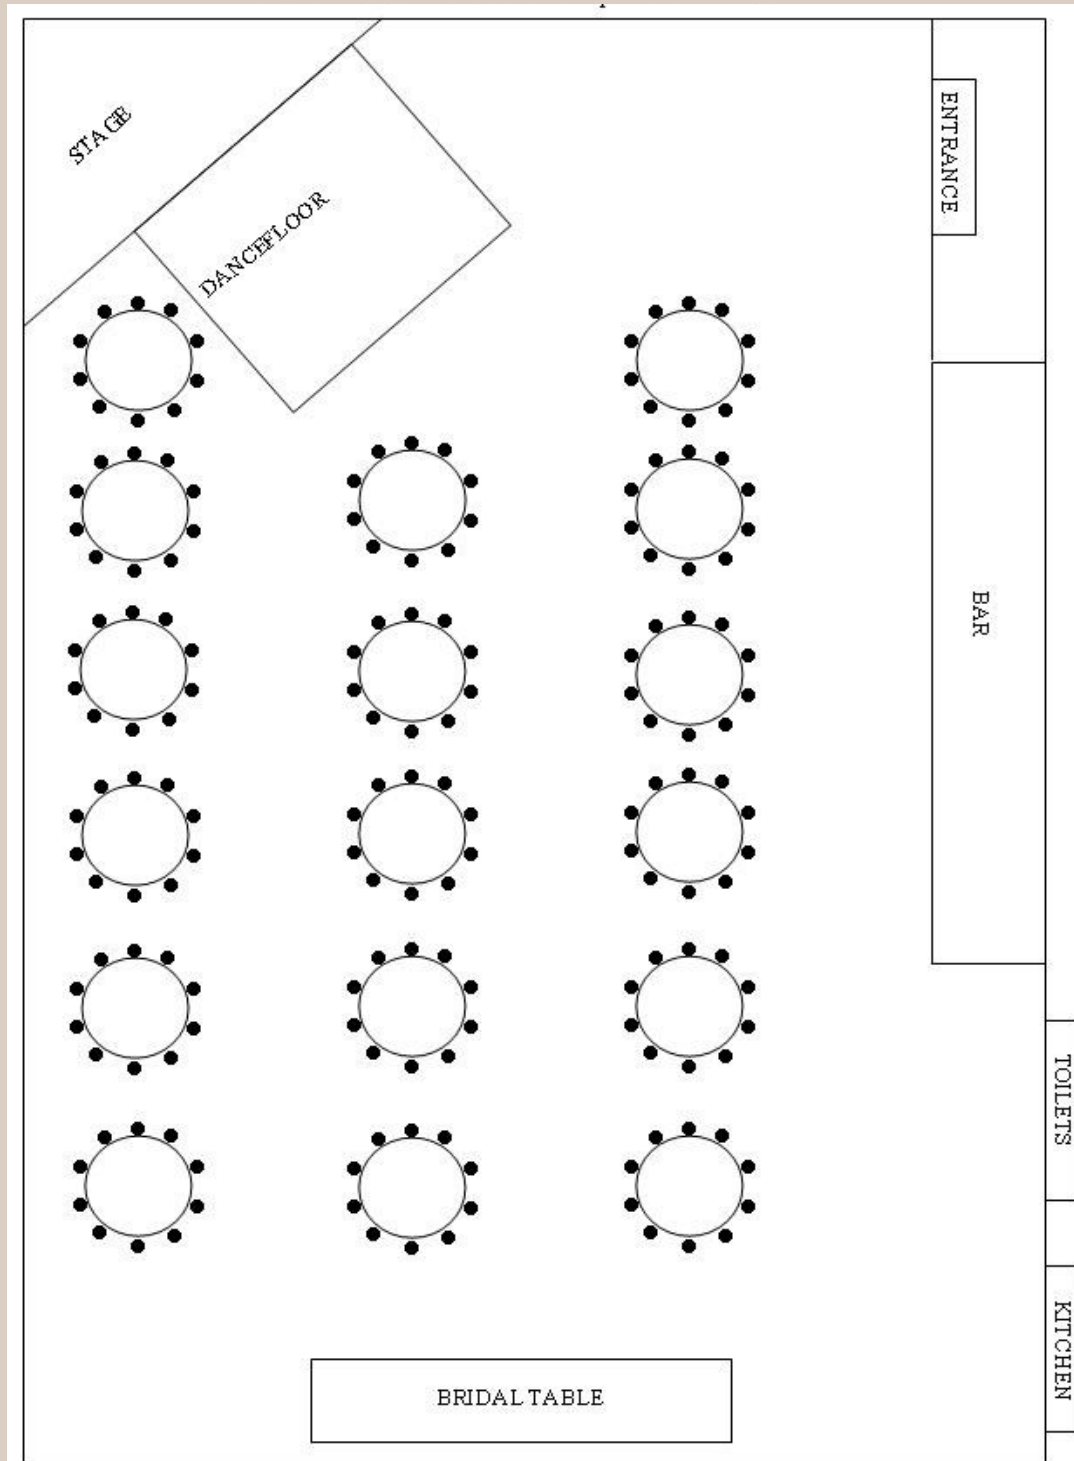 STAGE
DANCEFLOOR
ENTRANCE
BAR
TOILETS
KITCHEN
BRIDAL TABLE